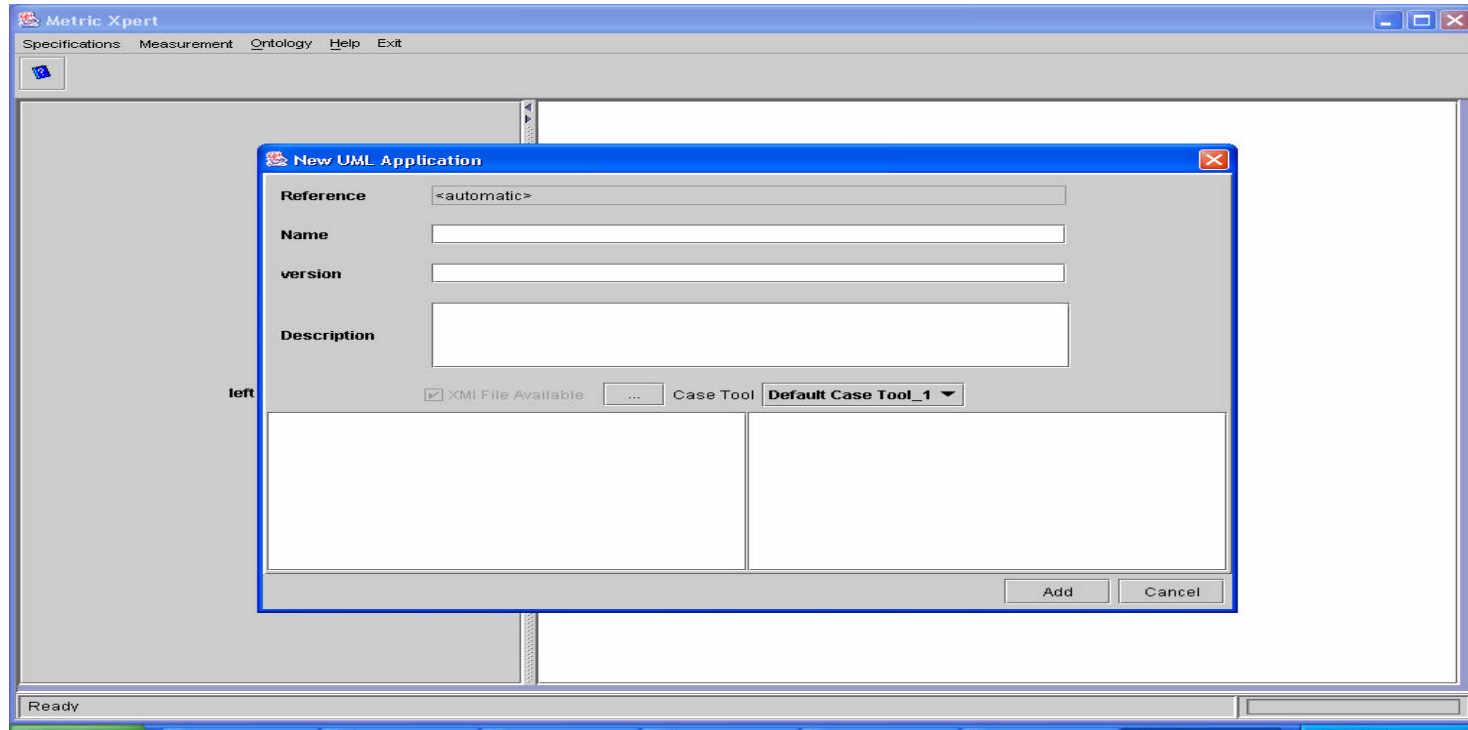 Metric Xpert
Specifications Measurement Ontology Help Exit
New UML Application
Reference <automatic>
Name
version
Description
left
XMI File Available ... Case Tool Default Case Tool_1
Add Cancel
Ready